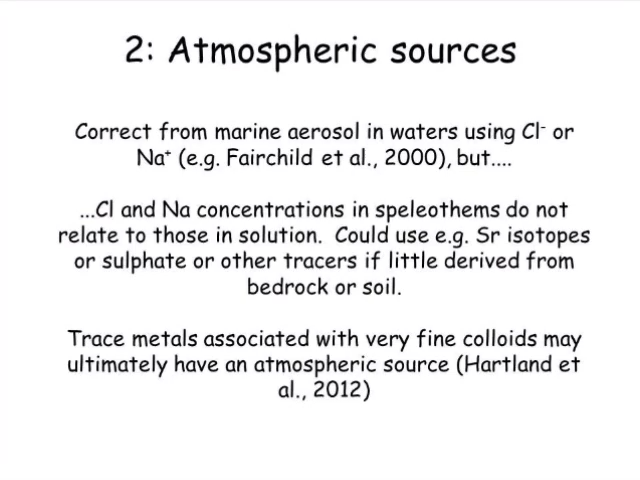 2: Atmospheric sources
Correct from marine aerosol in waters using Cl⁻ or
Na⁺ (e.g. Fairchild et al., 2000), but....
...Cl and Na concentrations in speleothems do not
relate to those in solution.  Could use e.g. Sr isotopes
or sulphate or other tracers if little derived from
bedrock or soil.
Trace metals associated with very fine colloids may
ultimately have an atmospheric source (Hartland et
al., 2012)